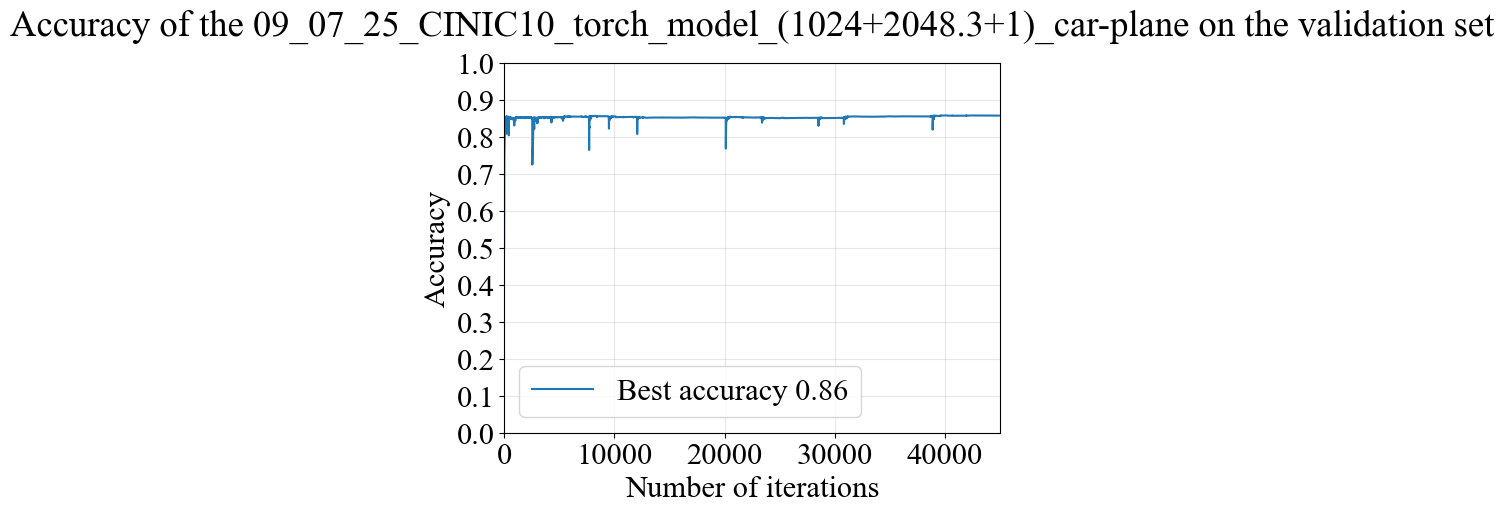 Accuracy of the 09_07_25_CINIC10_torch_model_(1024+2048.3+1)_car-plane on the validation set
1.0
0.9
0.8
0.7
0.6
0.5
0.4
0.3
0.2
0.1
0.0
Accuracy
Best accuracy 0.86
0 10000 20000 30000 40000
Number of iterations